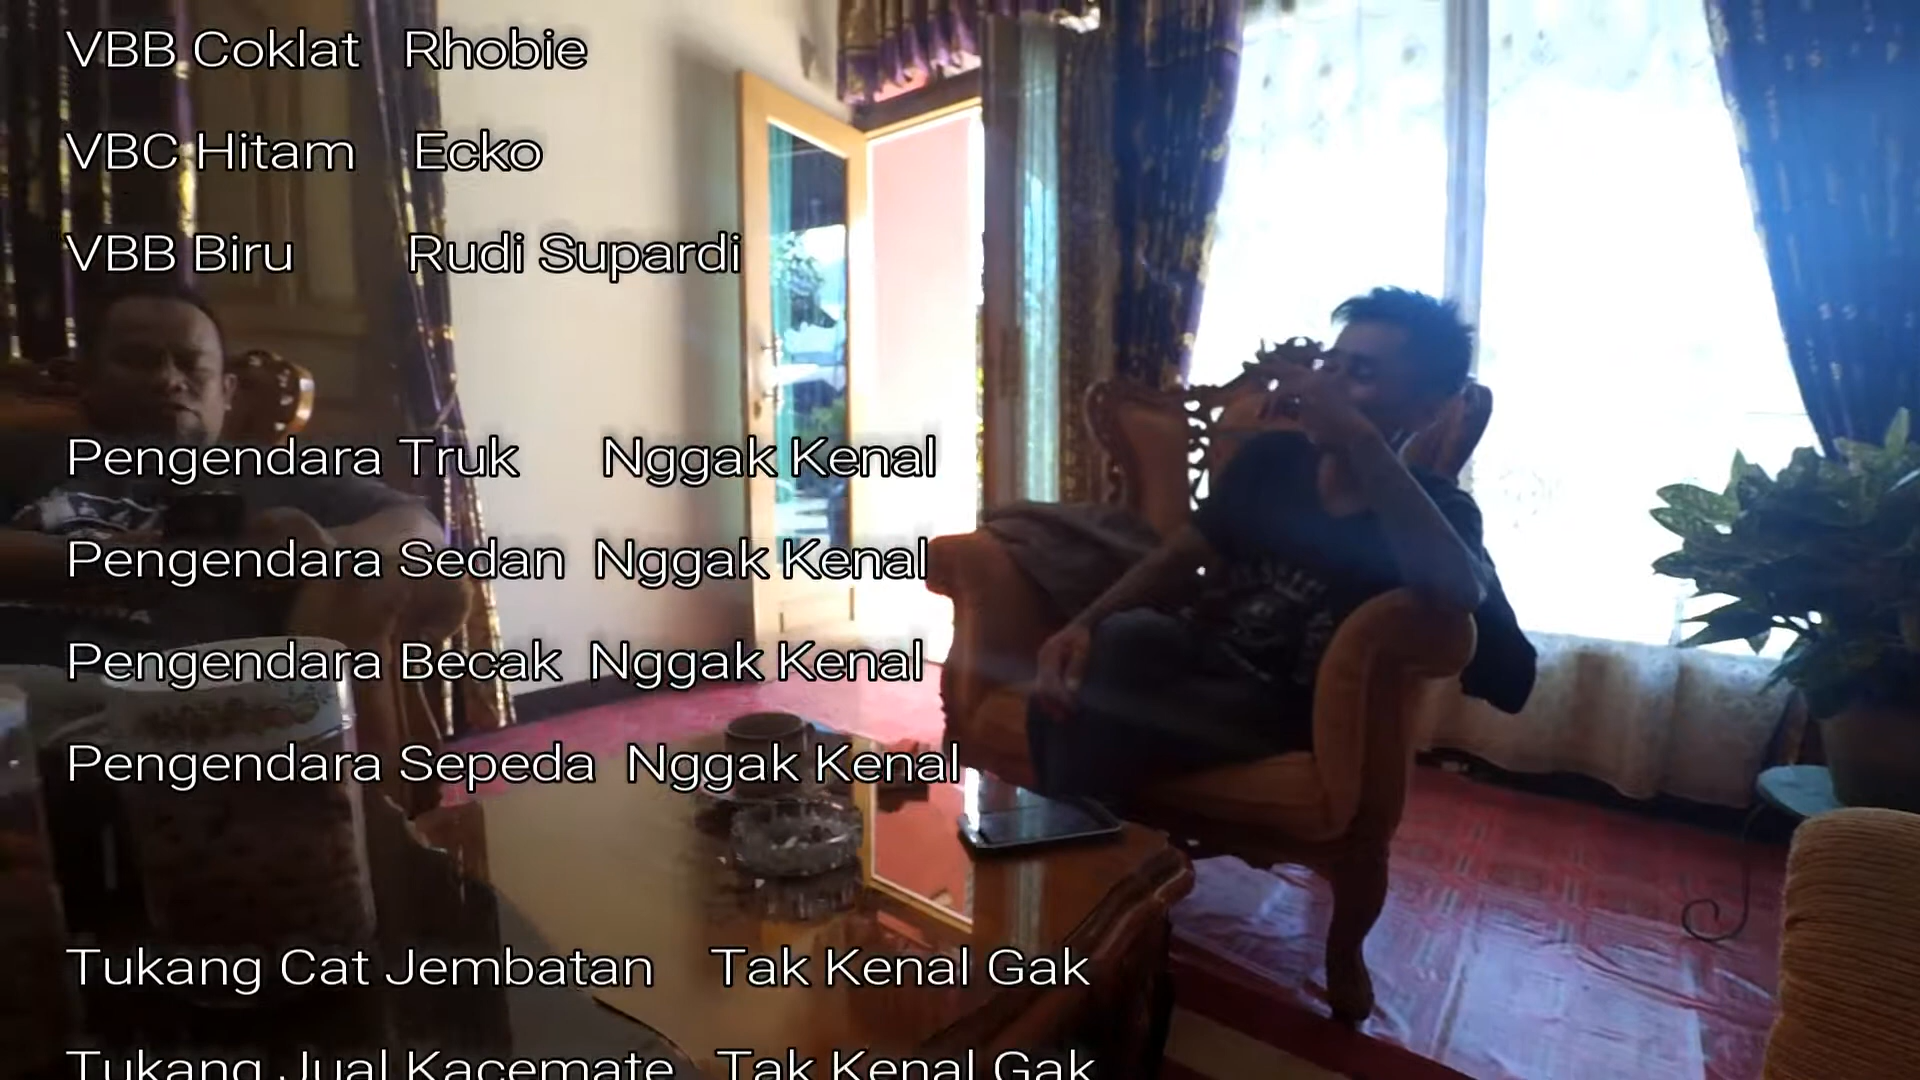 VBB Coklat Rhobie
VBC Hitam Ecko
VBB Biru Rudi Supardi
Pengendara Truk Nggak Kenal
Pengendara Sedan Nggak Kenal
Pengendara Becak Nggak Kenal
Pengendara Sepeda Nggak Kenal
Tukang Cat Jembatan Tak Kenal Gak
Tukang Jual Kacemate Tak Kenal Gak